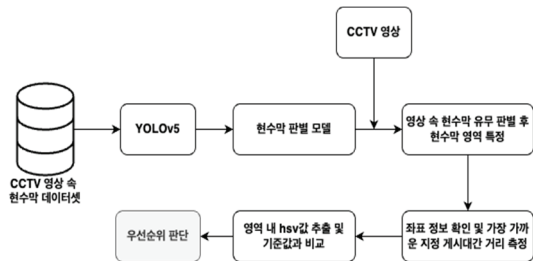 CCTV 영상
YOLOv5
현수막 판별 모델
영상 속 현수막 유무 판별 후
현수막 영역 특정
CCTV 영상 속
현수막 데이터셋
우선순위 판단
영역 내 hsv값 추출 및
기준값과 비교
좌표 정보 확인 및 가장 가까
운 지정 게시대간 거리 측정